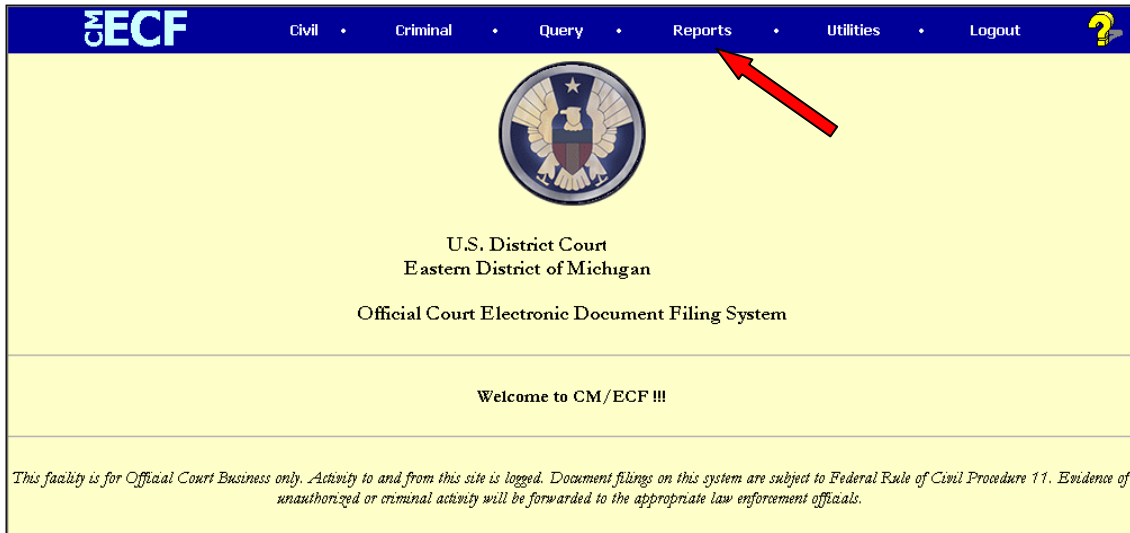 CM ECF Civil • Criminal • Query • Reports • Utilities • Logout ?
U.S. District Court
Eastern District of Michigan
Official Court Electronic Document Filing System
Welcome to CM/ECF !!!
This facility is for Official Court Business only. Activity to and from this site is logged. Document filings on this system are subject to Federal Rule of Civil Procedure 11. Evidence of
unauthorized or criminal activity will be forwarded to the appropriate law enforcement officials.